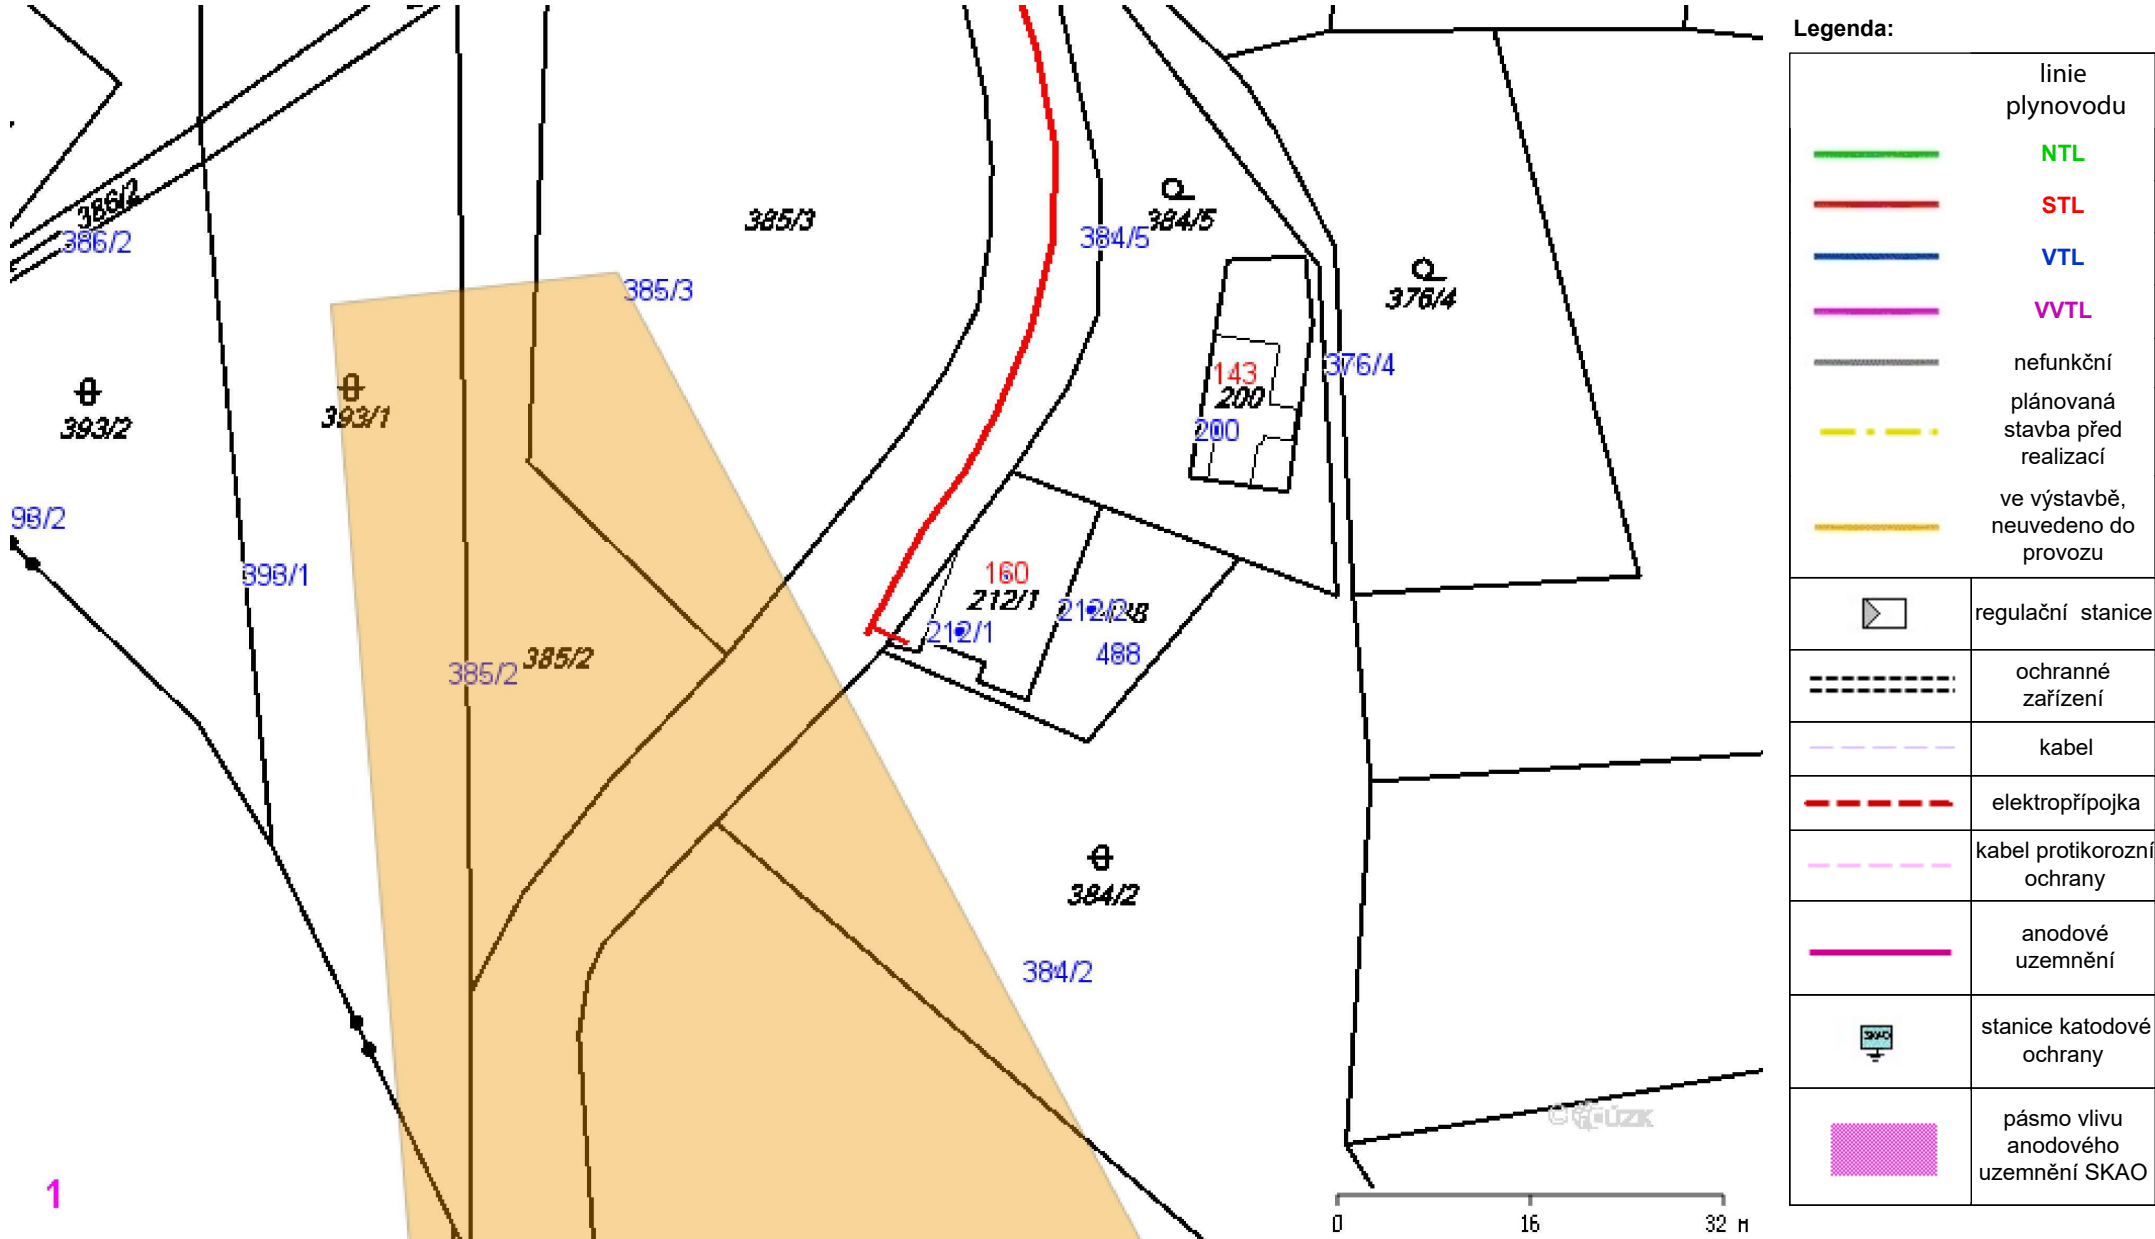 386/2
386/2
385/3
385/3
384/5
384/5
376/4
376/4
143
200
200
393/2
393/1
93/2
393/1
160
212/1
212/1
212/2
488
385/2
385/2
384/2
384/2
1
© ČÚZK
0 16 32 M
Legenda:
linie
plynovodu
NTL
STL
VTL
VVTL
nefunkční
plánovaná
stavba před
realizací
ve výstavbě,
neuvedeno do
provozu
regulační stanice
ochranné
zařízení
kabel
elektropřípojka
kabel protikorozní
ochrany
anodové
uzemnění
SKAO
stanice katodové
ochrany
pásmo vlivu
anodového
uzemnění SKAO